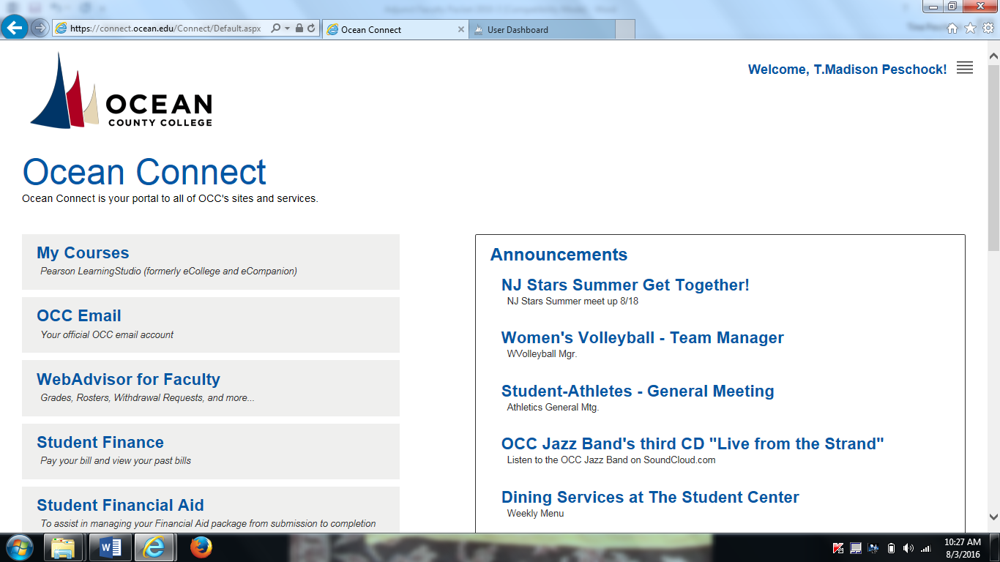 https://connect.ocean.edu/Connect/Default.aspx
Ocean Connect
User Dashboard
Welcome, T.Madison Peschock!
OCEAN
COUNTY COLLEGE
Ocean Connect
Ocean Connect is your portal to all of OCC's sites and services.
My Courses
Pearson LearningStudio (formerly eCollege and eCompanion)
OCC Email
Your official OCC email account
WebAdvisor for Faculty
Grades, Rosters, Withdrawal Requests, and more...
Student Finance
Pay your bill and view your past bills
Student Financial Aid
To assist in managing your Financial Aid package from submission to completion
Announcements
NJ Stars Summer Get Together!
NJ Stars Summer meet up 8/18
Women's Volleyball - Team Manager
WVolleyball Mgr.
Student-Athletes - General Meeting
Athletics General Mtg.
OCC Jazz Band's third CD "Live from the Strand"
Listen to the OCC Jazz Band on SoundCloud.com
Dining Services at The Student Center
Weekly Menu
10:27 AM
8/3/2016